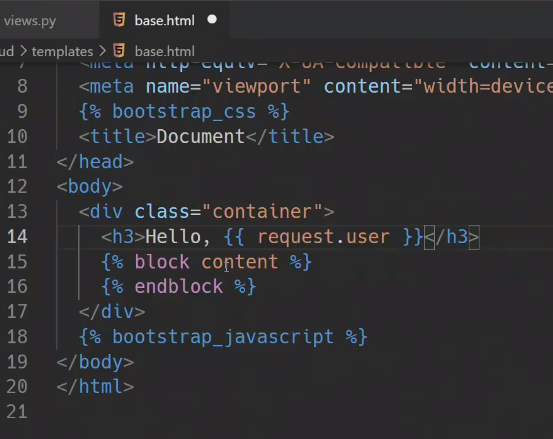 views.py base.html
ud > templates > base.html
7 <meta http-equiv="X-UA-Compatible" content=
8 <meta name="viewport" content="width=device
9 {% bootstrap_css %}
10 <title>Document</title>
11 </head>
12 <body>
13 <div class="container">
14 <h3>Hello, {{ request.user }}</h3>
15 {% block content %}
16 {% endblock %}
17 </div>
18 {% bootstrap_javascript %}
19 </body>
20 </html>
21